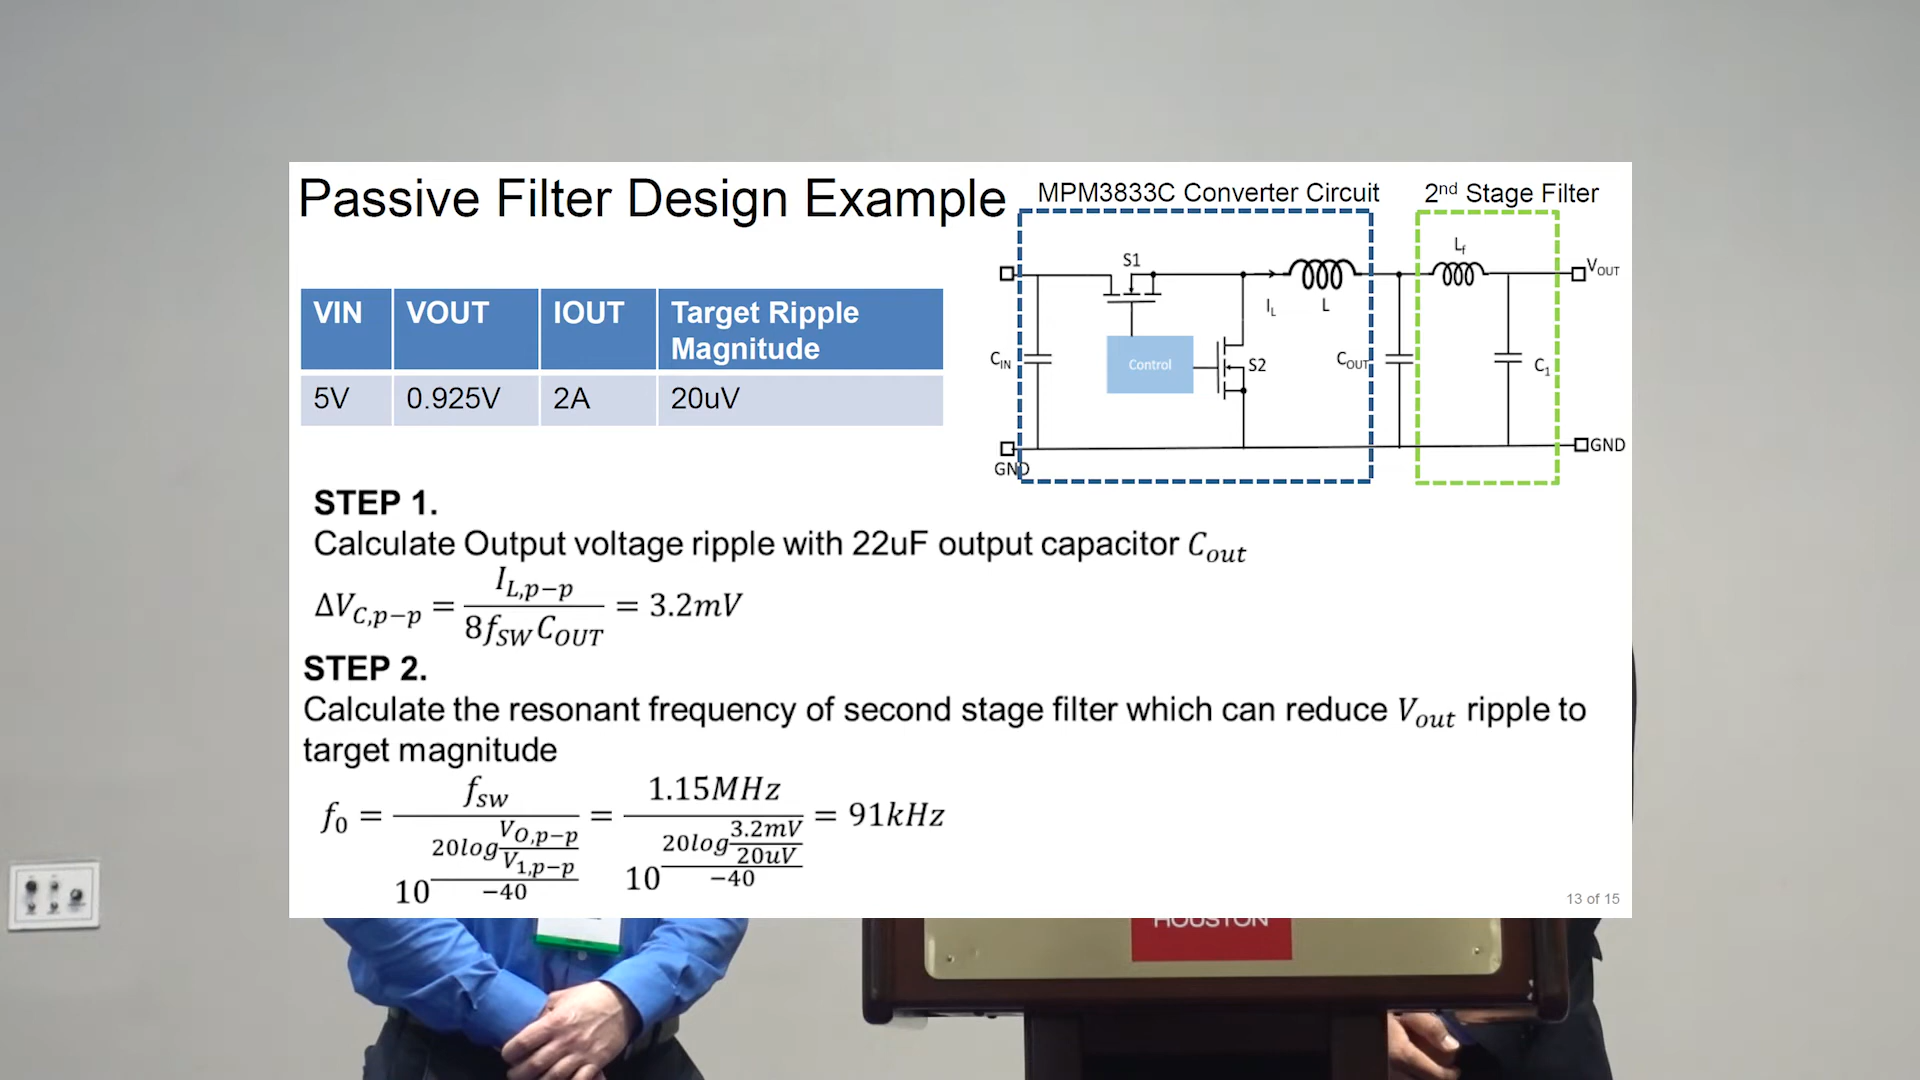 Passive Filter Design Example
MPM3833C Converter Circuit
2nd Stage Filter
VIN VOUT IOUT Target Ripple Magnitude
5V 0.925V 2A 20uV
S1
IL
L
Lf
VOUT
CIN
Control
S2
COUT
C1
GND
GND
STEP 1.
Calculate Output voltage ripple with 22uF output capacitor Cout
ΔVC,p−p = IL,p−p / 8fSWCOUT = 3.2mV
STEP 2.
Calculate the resonant frequency of second stage filter which can reduce Vout ripple to
target magnitude
f0 = fsw / 10^(20log(VO,p−p / V1,p−p) / −40) = 1.15MHz / 10^(20log(3.2mV / 20uV) / −40) = 91kHz
13 of 15
HOUSTON